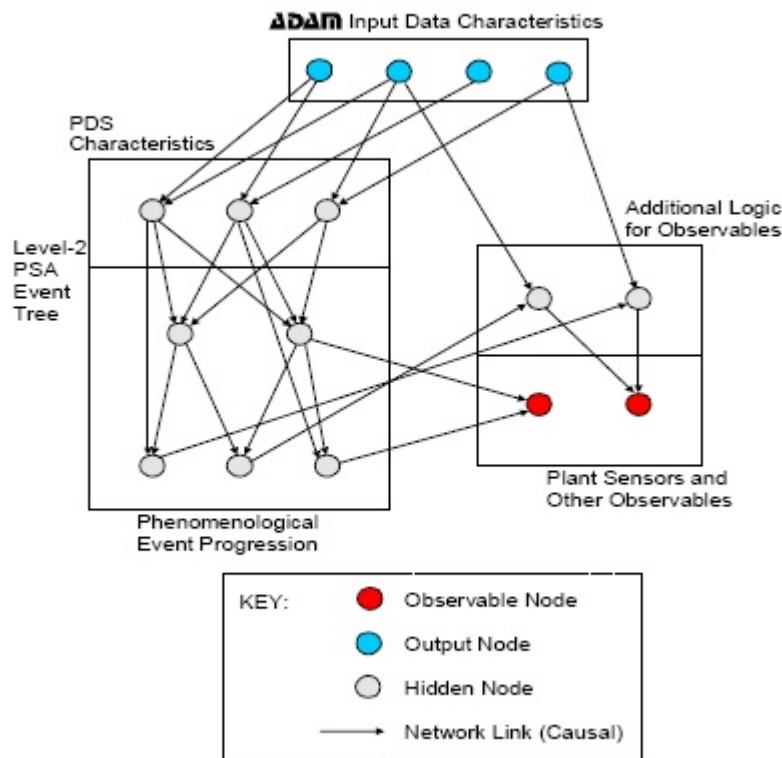 ADAM Input Data Characteristics
PDS
Characteristics
Additional Logic
for Observables
Level-2
PSA
Event
Tree
Plant Sensors and
Other Observables
Phenomenological
Event Progression
KEY:
Observable Node
Output Node
Hidden Node
Network Link (Causal)